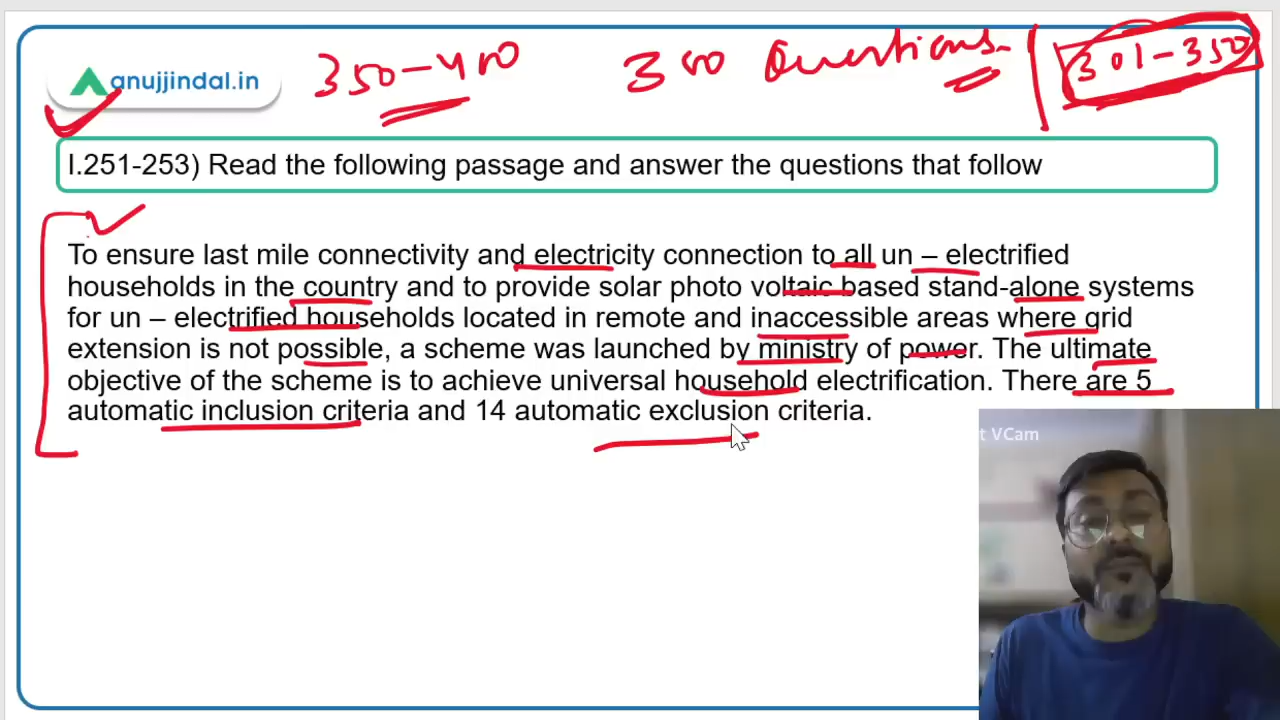 350-400 300 Questions 301-350
anujjindal.in
I.251-253) Read the following passage and answer the questions that follow
To ensure last mile connectivity and electricity connection to all un – electrified
households in the country and to provide solar photo voltaic based stand-alone systems
for un – electrified households located in remote and inaccessible areas where grid
extension is not possible, a scheme was launched by ministry of power. The ultimate
objective of the scheme is to achieve universal household electrification. There are 5
automatic inclusion criteria and 14 automatic exclusion criteria.
t VCam